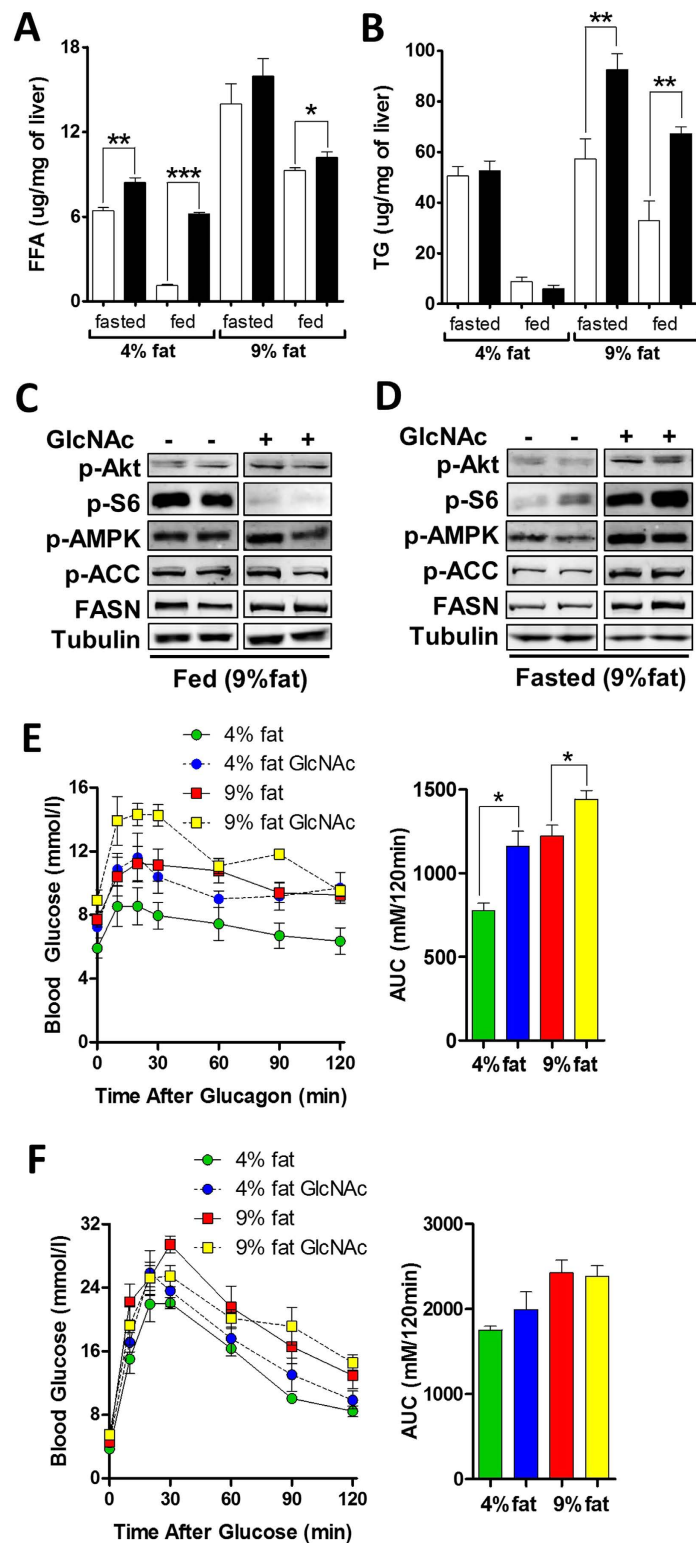 A
FFA (ug/mg of liver)
18
12
6
0
**
***
*
fasted
fed
fasted
fed
4% fat
9% fat
B
TG (ug/mg of liver)
100
80
60
40
20
0
**
**
fasted
fed
fasted
fed
4% fat
9% fat
C
GlcNAc - - + +
p-Akt
p-S6
p-AMPK
p-ACC
FASN
Tubulin
Fed (9%fat)
D
GlcNAc - - + +
p-Akt
p-S6
p-AMPK
p-ACC
FASN
Tubulin
Fasted (9%fat)
E
4% fat
4% fat GlcNAc
9% fat
9% fat GlcNAc
Blood Glucose (mmol/l)
16
12
8
4
0
0 30 60 90 120
Time After Glucagon (min)
AUC (mM/120min)
1500
1000
500
0
*
*
4% fat 9% fat
F
4% fat
4% fat GlcNAc
9% fat
9% fat GlcNAc
Blood Glucose (mmol/l)
32
24
16
8
0
0 30 60 90 120
Time After Glucose (min)
AUC (mM/120min)
3000
2000
1000
0
4% fat 9% fat